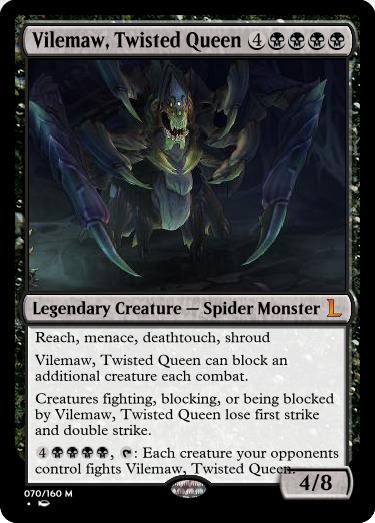 Vilemaw, Twisted Queen 4
Legendary Creature — Spider Monster L
Reach, menace, deathtouch, shroud
Vilemaw, Twisted Queen can block an
additional creature each combat.
Creatures fighting, blocking, or being blocked
by Vilemaw, Twisted Queen lose first strike
and double strike.
4, : Each creature your opponents
control fights Vilemaw, Twisted Queen.
4/8
070/160 M